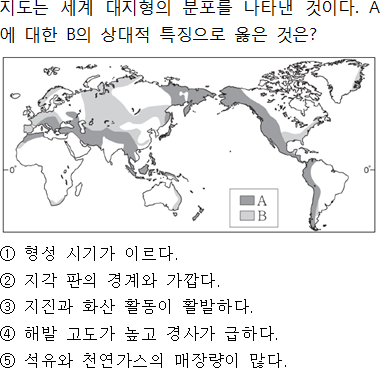 지도는 세계 대지형의 분포를 나타낸 것이다. A
에 대한 B의 상대적 특징으로 옳은 것은?
0° 0°
A
B
① 형성 시기가 이르다.
② 지각 판의 경계와 가깝다.
③ 지진과 화산 활동이 활발하다.
④ 해발 고도가 높고 경사가 급하다.
⑤ 석유와 천연가스의 매장량이 많다.